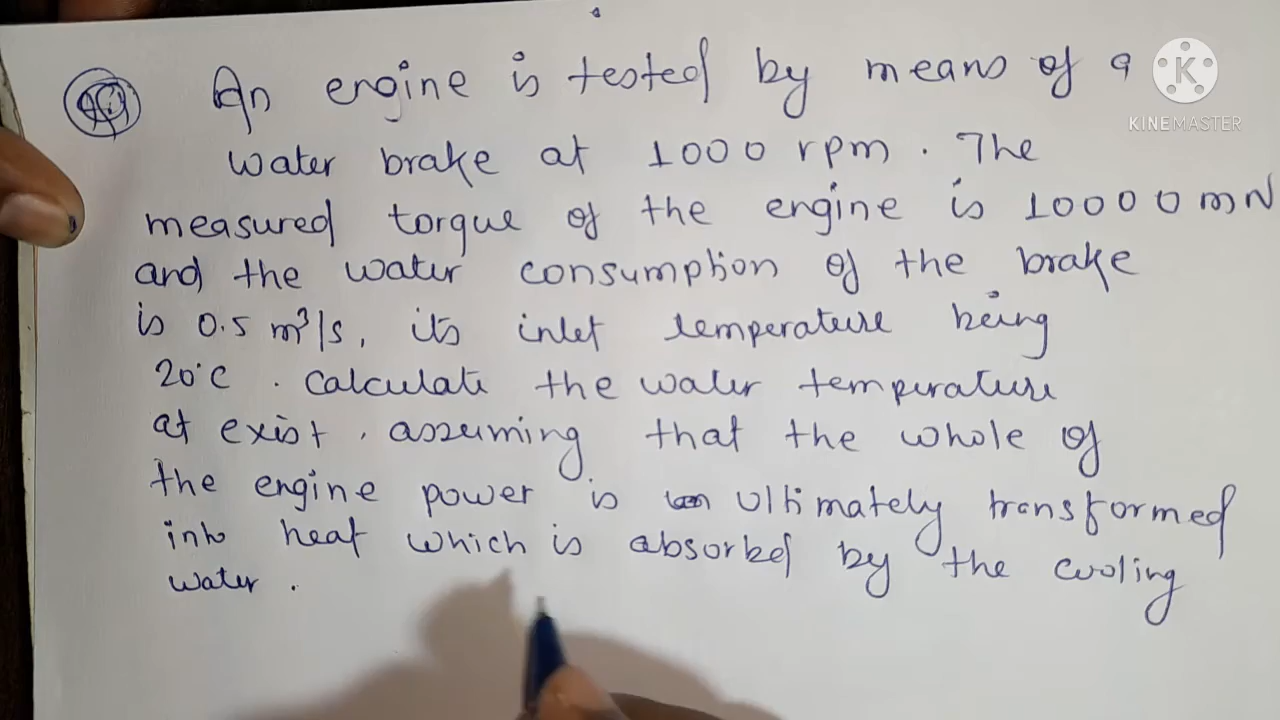 An engine is tested by means of a
water brake at 1000 rpm. The
measured torque of the engine is 10000 mN
and the water consumption of the brake
is 0.5 m³/s, its inlet temperature being
20°C. calculate the water temperature
at exist. assuming that the whole of
the engine power is ultimately transformed
into heat which is absorbed by the cooling
water.
K
KINEMASTER